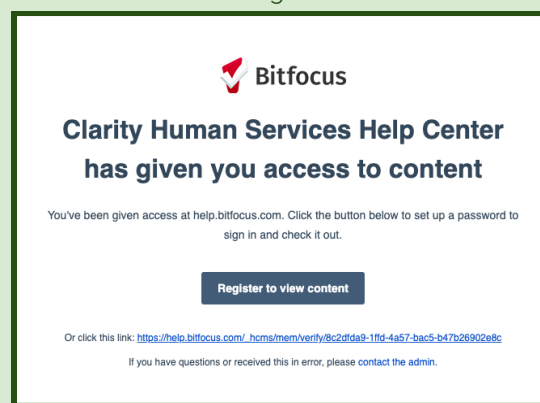 Bitfocus
Clarity Human Services Help Center
has given you access to content
You've been given access at help.bitfocus.com. Click the button below to set up a password to
sign in and check it out.
Register to view content
Or click this link: https://help.bitfocus.com/_hcms/mem/verify/8c2dfda9-1ffd-4a57-bac5-b47b26902e8c
If you have questions or received this in error, please contact the admin.